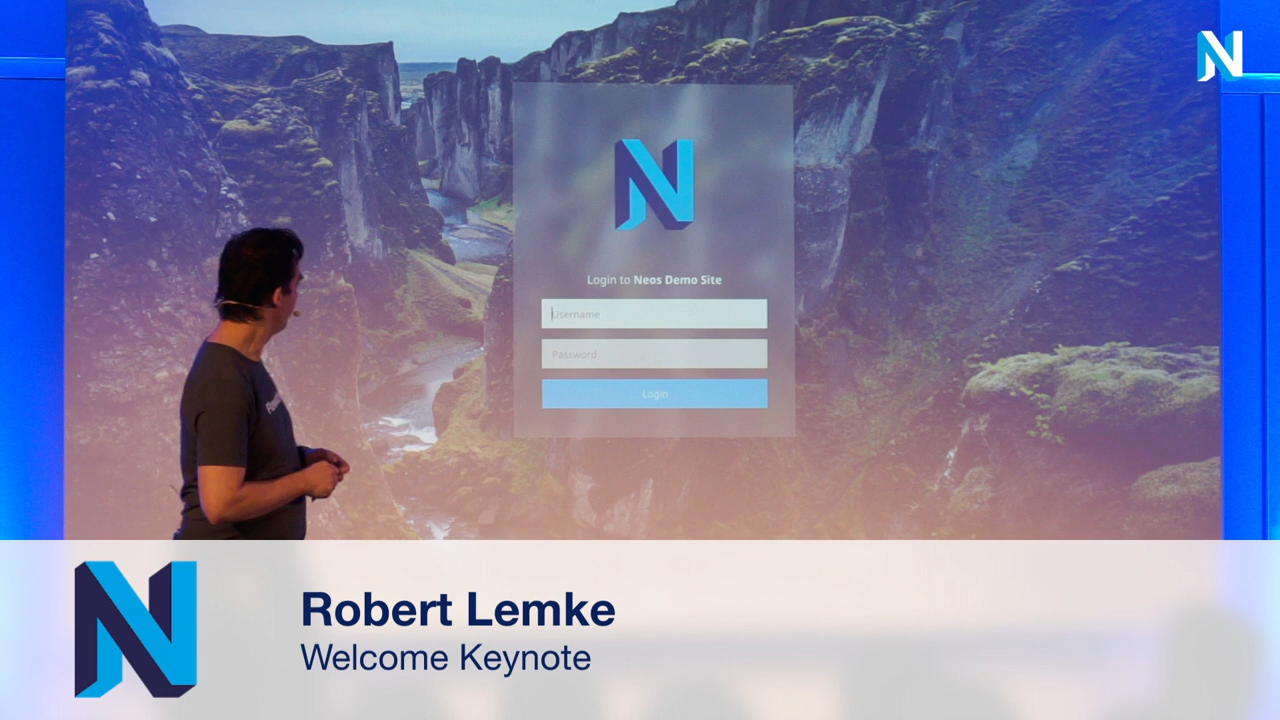 Login to Neos Demo Site
Username
Password
Login
Robert Lemke
Welcome Keynote